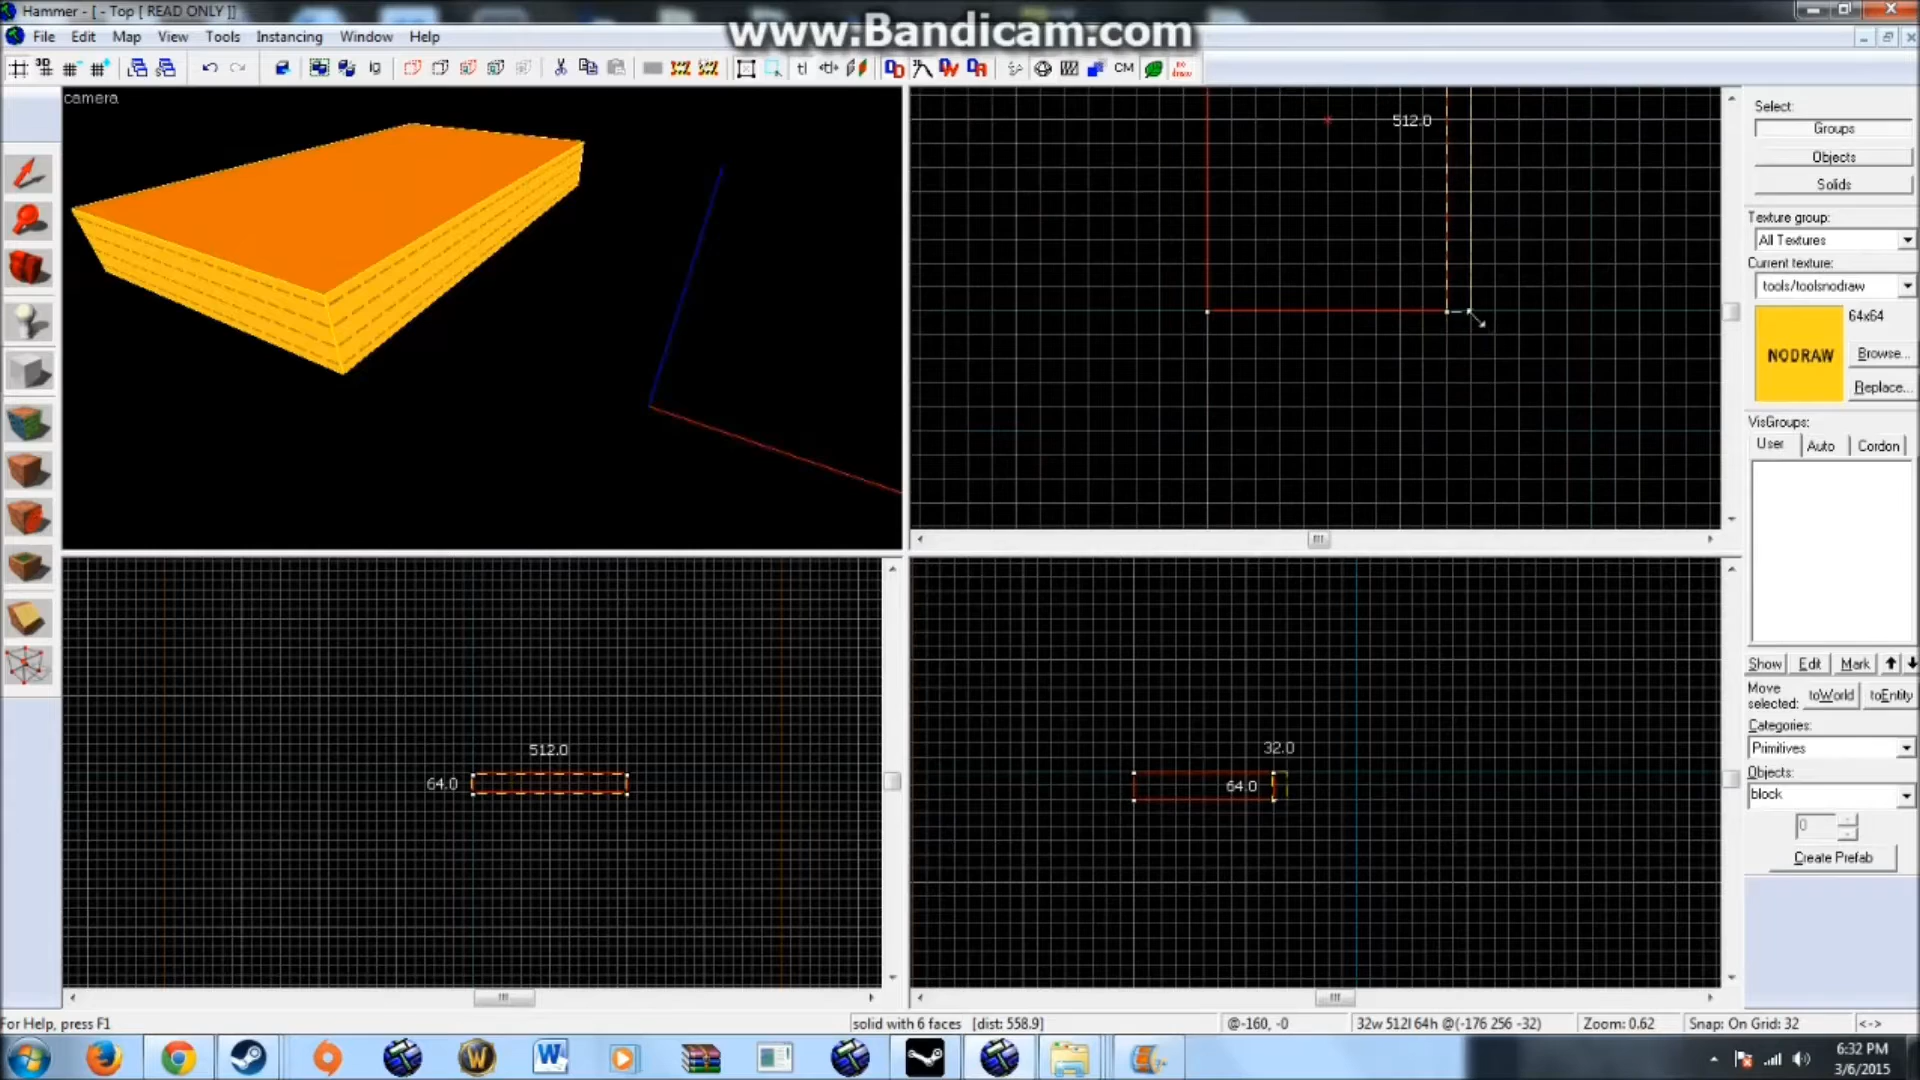 Hammer - [ - Top [ READ ONLY ]]
www.Bandicam.com
File Edit Map View Tools Instancing Window Help
3D
ig
tl
CM
camera
512.0
512.0
64.0
32.0
64.0
Select:
Groups
Objects
Solids
Texture group:
All Textures
Current texture:
tools/toolsnodraw
NODRAW
64x64
Browse...
Replace...
VisGroups:
User Auto Cordon
Show Edit Mark
Move selected: toWorld toEntity
Categories:
Primitives
Objects:
block
0
Create Prefab
For Help, press F1
solid with 6 faces [dist: 558.9]
@-160, -0
32w 512l 64h @(-176 256 -32)
Zoom: 0.62
Snap: On Grid: 32
<->
6:32 PM
3/6/2015